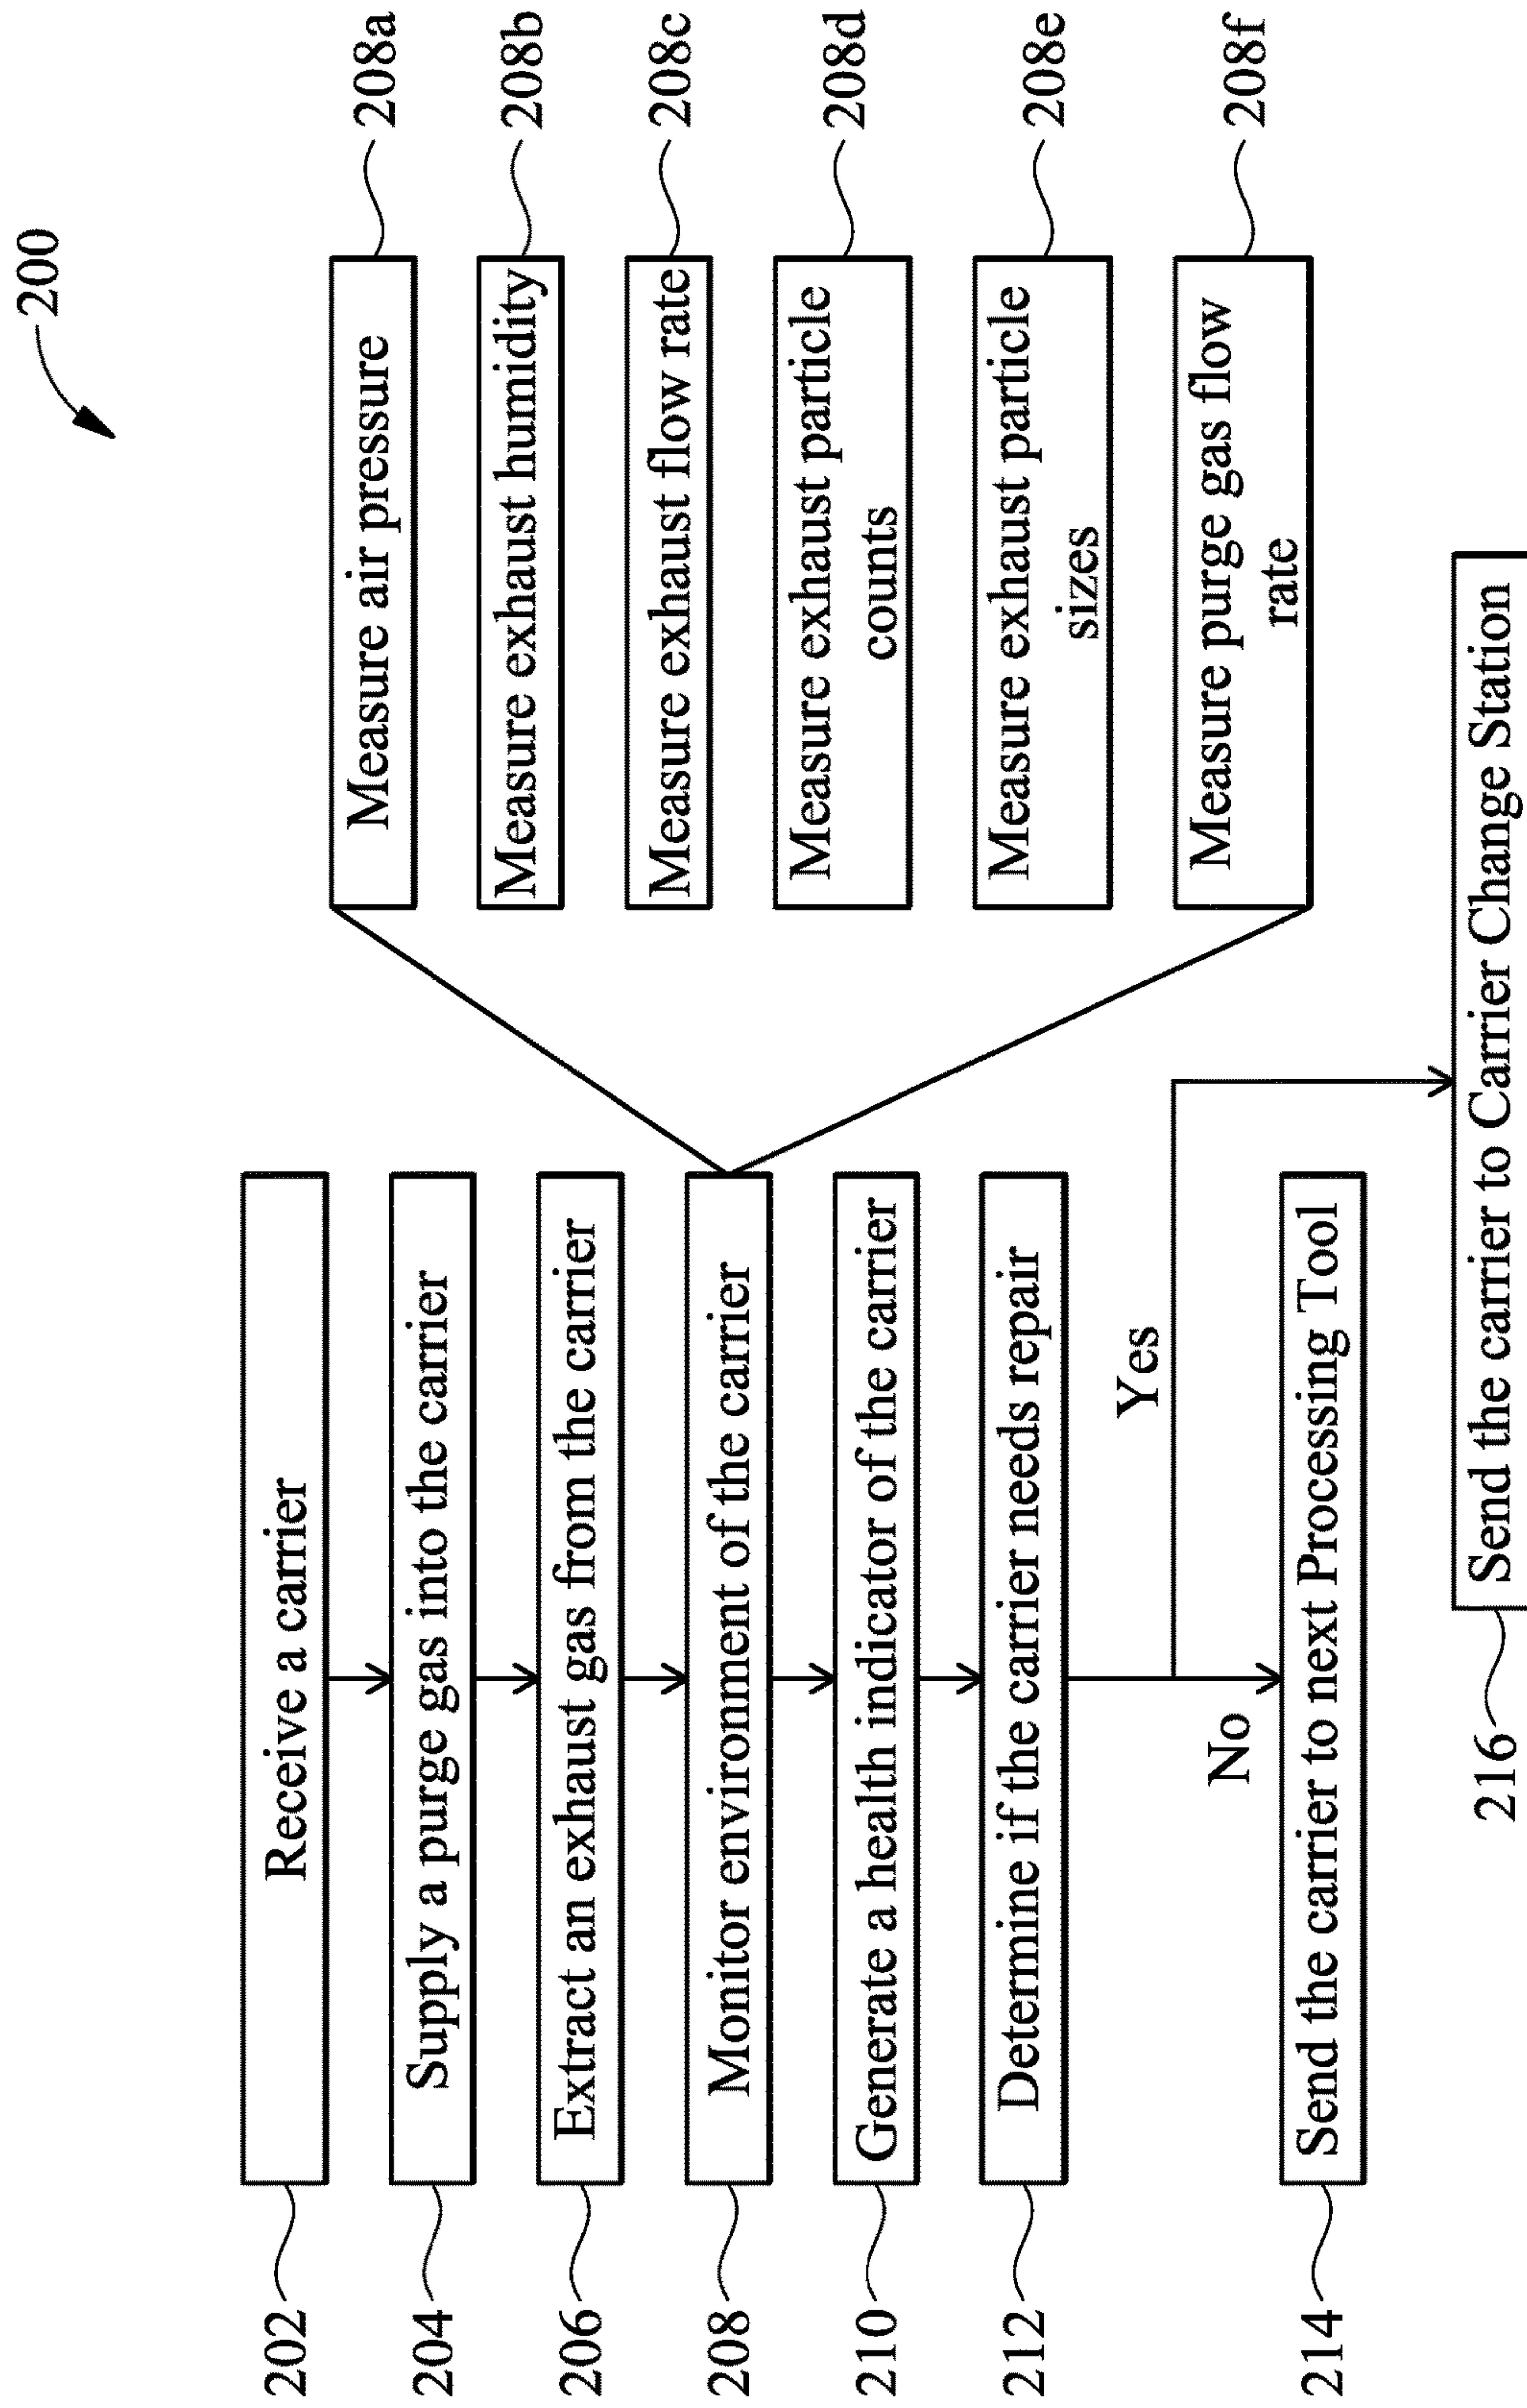 200
202
Receive a carrier
204
Supply a purge gas into the carrier
206
Extract an exhaust gas from the carrier
208
Monitor environment of the carrier
210
Generate a health indicator of the carrier
212
Determine if the carrier needs repair
Yes
No
214
Send the carrier to next Processing Tool
216
Send the carrier to Carrier Change Station
Measure air pressure
208a
Measure exhaust humidity
208b
Measure exhaust flow rate
208c
Measure exhaust particle
counts
208d
Measure exhaust particle
sizes
208e
Measure purge gas flow
rate
208f